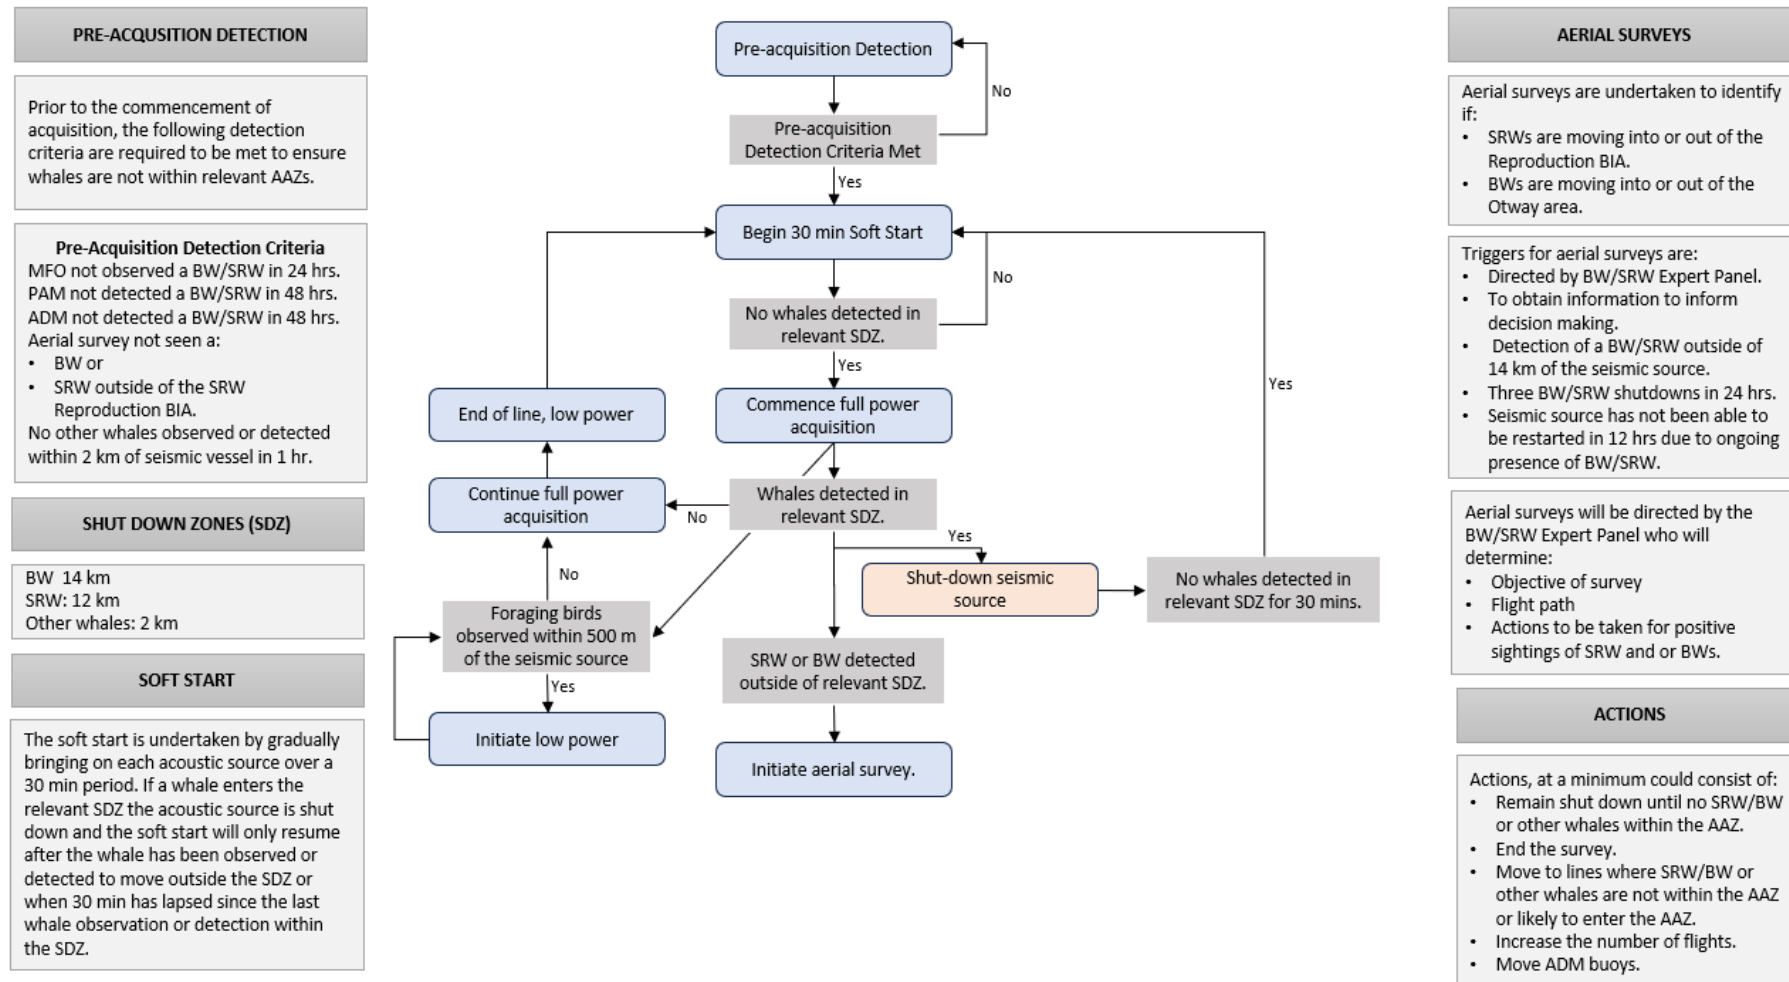 PRE-ACQUSITION DETECTION
Prior to the commencement of
acquisition, the following detection
criteria are required to be met to ensure
whales are not within relevant AAZs.
Pre-Acquisition Detection Criteria
MFO not observed a BW/SRW in 24 hrs.
PAM not detected a BW/SRW in 48 hrs.
ADM not detected a BW/SRW in 48 hrs.
Aerial survey not seen a:
• BW or
• SRW outside of the SRW
Reproduction BIA.
No other whales observed or detected
within 2 km of seismic vessel in 1 hr.
SHUT DOWN ZONES (SDZ)
BW 14 km
SRW: 12 km
Other whales: 2 km
SOFT START
The soft start is undertaken by gradually
bringing on each acoustic source over a
30 min period. If a whale enters the
relevant SDZ the acoustic source is shut
down and the soft start will only resume
after the whale has been observed or
detected to move outside the SDZ or
when 30 min has lapsed since the last
whale observation or detection within
the SDZ.
Pre-acquisition Detection
No
Pre-acquisition
Detection Criteria Met
Yes
Begin 30 min Soft Start
No
No whales detected in
relevant SDZ.
Yes
Commence full power
acquisition
Whales detected in
relevant SDZ.
No
Yes
End of line, low power
Continue full power
acquisition
No
Foraging birds
observed within 500 m
of the seismic source
Yes
Initiate low power
Shut-down seismic
source
No whales detected in
relevant SDZ for 30 mins.
Yes
SRW or BW detected
outside of relevant SDZ.
Initiate aerial survey.
AERIAL SURVEYS
Aerial surveys are undertaken to identify
if:
• SRWs are moving into or out of the
Reproduction BIA.
• BWs are moving into or out of the
Otway area.
Triggers for aerial surveys are:
• Directed by BW/SRW Expert Panel.
• To obtain information to inform
decision making.
• Detection of a BW/SRW outside of
14 km of the seismic source.
• Three BW/SRW shutdowns in 24 hrs.
• Seismic source has not been able to
be restarted in 12 hrs due to ongoing
presence of BW/SRW.
Aerial surveys will be directed by the
BW/SRW Expert Panel who will
determine:
• Objective of survey
• Flight path
• Actions to be taken for positive
sightings of SRW and or BWs.
ACTIONS
Actions, at a minimum could consist of:
• Remain shut down until no SRW/BW
or other whales within the AAZ.
• End the survey.
• Move to lines where SRW/BW or
other whales are not within the AAZ
or likely to enter the AAZ.
• Increase the number of flights.
• Move ADM buoys.